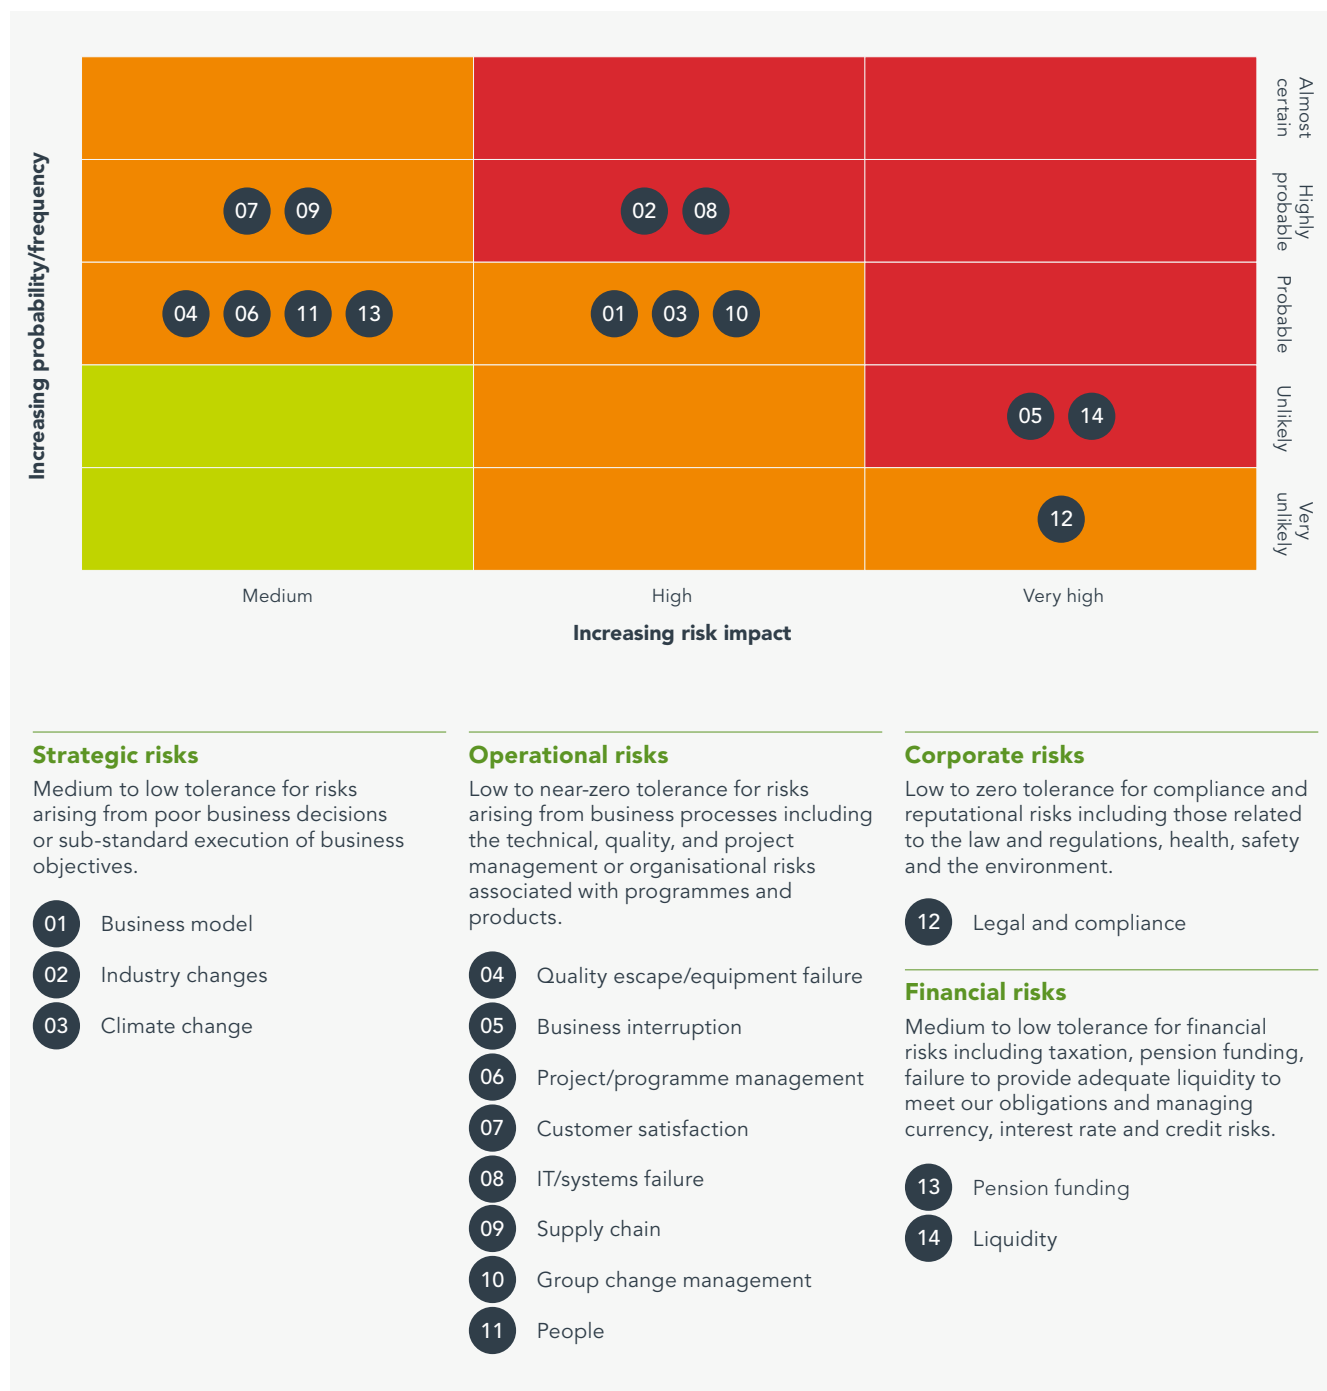 Increasing probability/frequency
Almost
certain
07 09
02 08
Highly
probable
04 06 11 13
01 03 10
Probable
05 14
Unlikely
12
Very
unlikely
Medium
High
Very high
Increasing risk impact
Strategic risks
Medium to low tolerance for risks
arising from poor business decisions
or sub-standard execution of business
objectives.
01 Business model
02 Industry changes
03 Climate change
Operational risks
Low to near-zero tolerance for risks
arising from business processes including
the technical, quality, and project
management or organisational risks
associated with programmes and
products.
04 Quality escape/equipment failure
05 Business interruption
06 Project/programme management
07 Customer satisfaction
08 IT/systems failure
09 Supply chain
10 Group change management
11 People
Corporate risks
Low to zero tolerance for compliance and
reputational risks including those related
to the law and regulations, health, safety
and the environment.
12 Legal and compliance
Financial risks
Medium to low tolerance for financial
risks including taxation, pension funding,
failure to provide adequate liquidity to
meet our obligations and managing
currency, interest rate and credit risks.
13 Pension funding
14 Liquidity